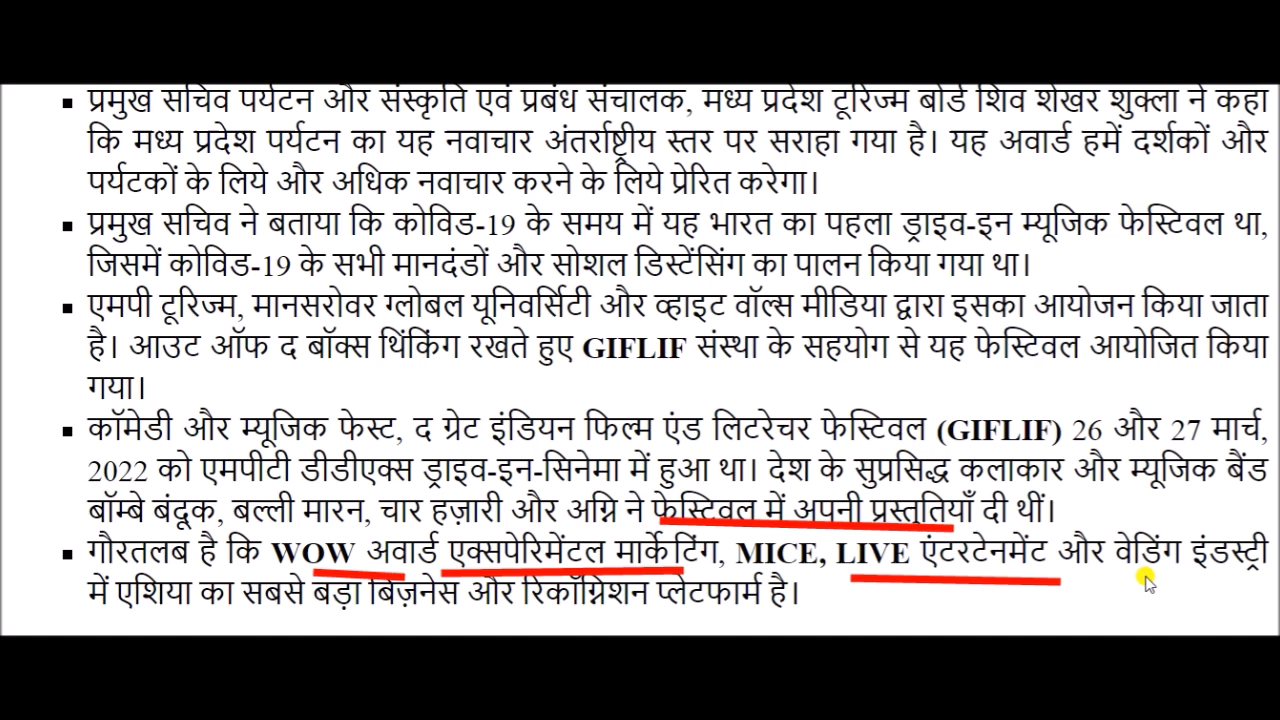 ▪ प्रमुख सचिव पर्यटन और संस्कृति एवं प्रबंध संचालक, मध्य प्रदेश टूरिज्म बोर्ड शिव शेखर शुक्ला ने कहा
कि मध्य प्रदेश पर्यटन का यह नवाचार अंतर्राष्ट्रीय स्तर पर सराहा गया है। यह अवार्ड हमें दर्शकों और
पर्यटकों के लिये और अधिक नवाचार करने के लिये प्रेरित करेगा।
▪ प्रमुख सचिव ने बताया कि कोविड-19 के समय में यह भारत का पहला ड्राइव-इन म्यूजिक फेस्टिवल था,
जिसमें कोविड-19 के सभी मानदंडों और सोशल डिस्टेंसिंग का पालन किया गया था।
▪ एमपी टूरिज्म, मानसरोवर ग्लोबल यूनिवर्सिटी और व्हाइट वॉल्स मीडिया द्वारा इसका आयोजन किया जाता
है। आउट ऑफ द बॉक्स थिंकिंग रखते हुए GIFLIF संस्था के सहयोग से यह फेस्टिवल आयोजित किया
गया।
▪ कॉमेडी और म्यूजिक फेस्ट, द ग्रेट इंडियन फिल्म एंड लिटरेचर फेस्टिवल (GIFLIF) 26 और 27 मार्च,
2022 को एमपीटी डीडीएक्स ड्राइव-इन-सिनेमा में हुआ था। देश के सुप्रसिद्ध कलाकार और म्यूजिक बैंड
बॉम्बे बंदूक, बल्ली मारन, चार हज़ारी और अग्नि ने फेस्टिवल में अपनी प्रस्तुतियाँ दी थीं।
▪ गौरतलब है कि WOW अवार्ड एक्सपेरिमेंटल मार्केटिंग, MICE, LIVE एंटरटेनमेंट और वेडिंग इंडस्ट्री
में एशिया का सबसे बड़ा बिज़नेस और रिकॉग्निशन प्लेटफार्म है।